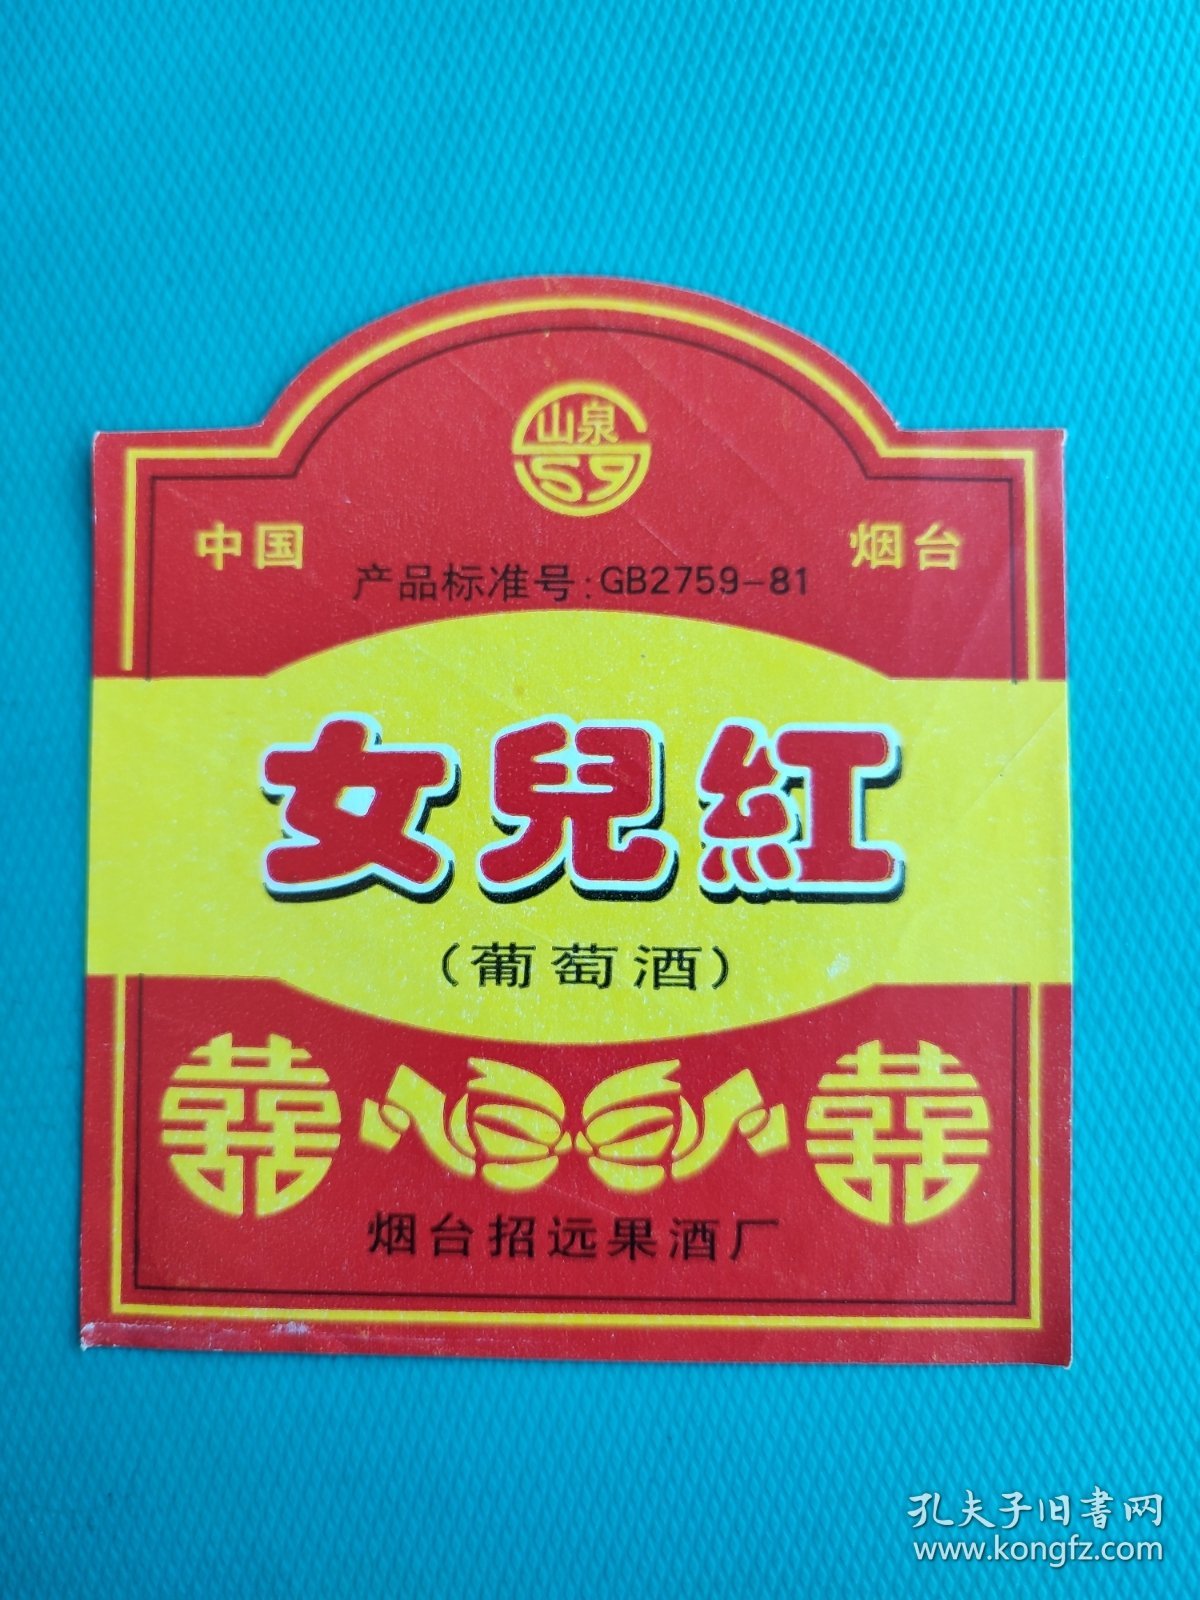 山泉
59
中国
烟台
产品标准号:GB2759-81
女兒紅
(葡萄酒)
囍
囍
烟台招远果酒厂
孔夫子旧书网
www.kongfz.com